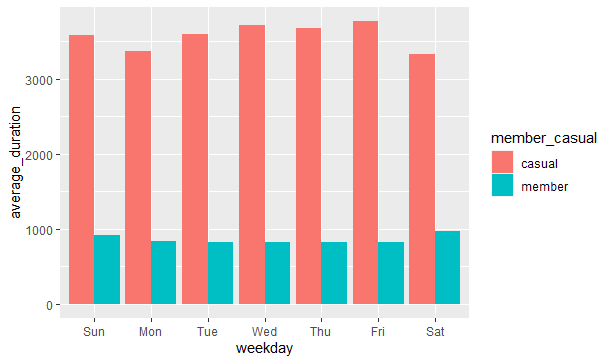 3000
2000
1000
0
average_duration
Sun Mon Tue Wed Thu Fri Sat
weekday
member_casual
casual
member